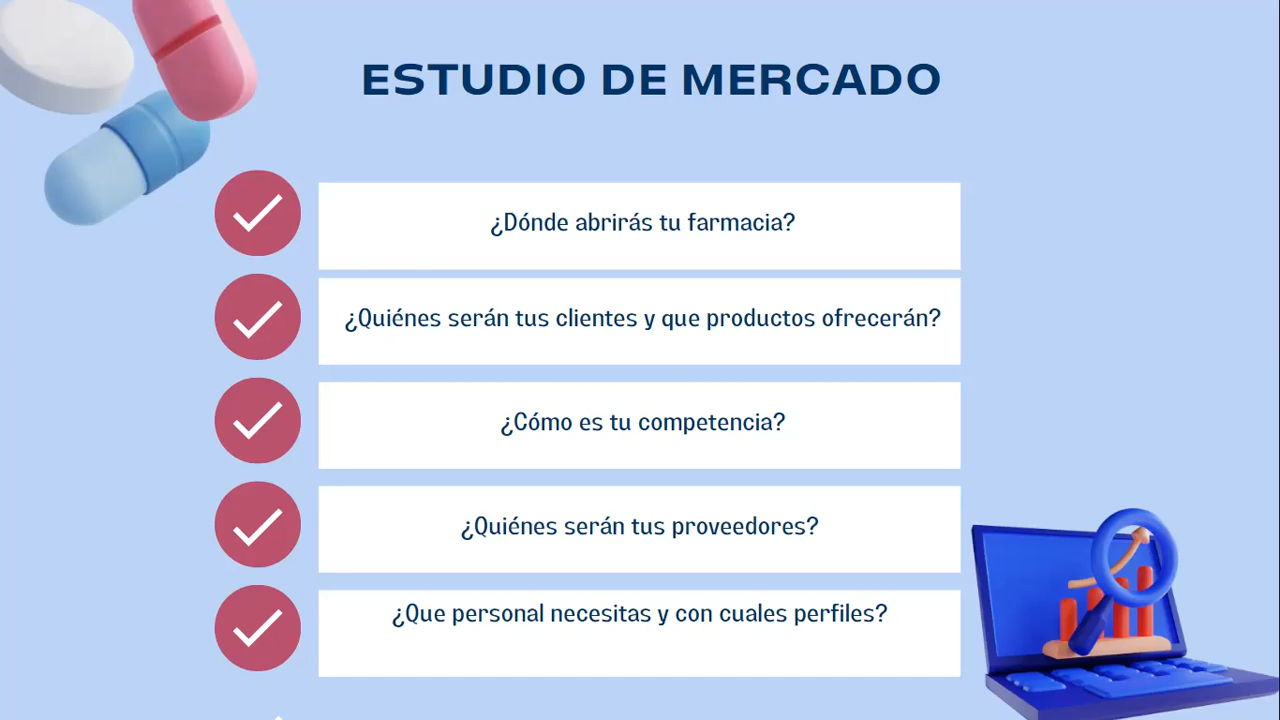 ESTUDIO DE MERCADO
¿Dónde abrirás tu farmacia?
¿Quiénes serán tus clientes y que productos ofrecerán?
¿Cómo es tu competencia?
¿Quiénes serán tus proveedores?
¿Que personal necesitas y con cuales perfiles?